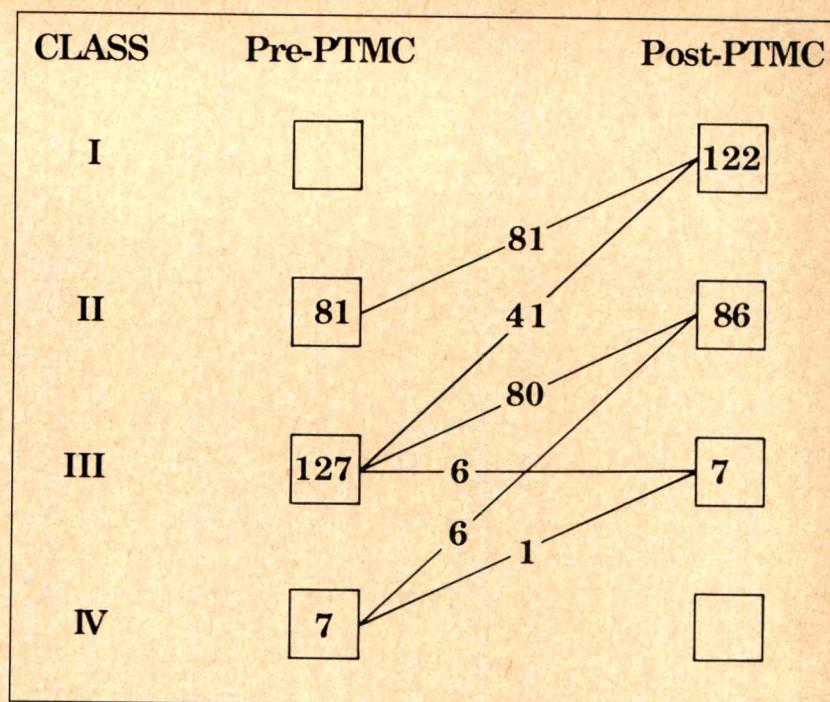 CLASS Pre-PTMC Post-PTMC
I 122
81
II 81 41 86
80
III 127 6 7
6
1
IV 7